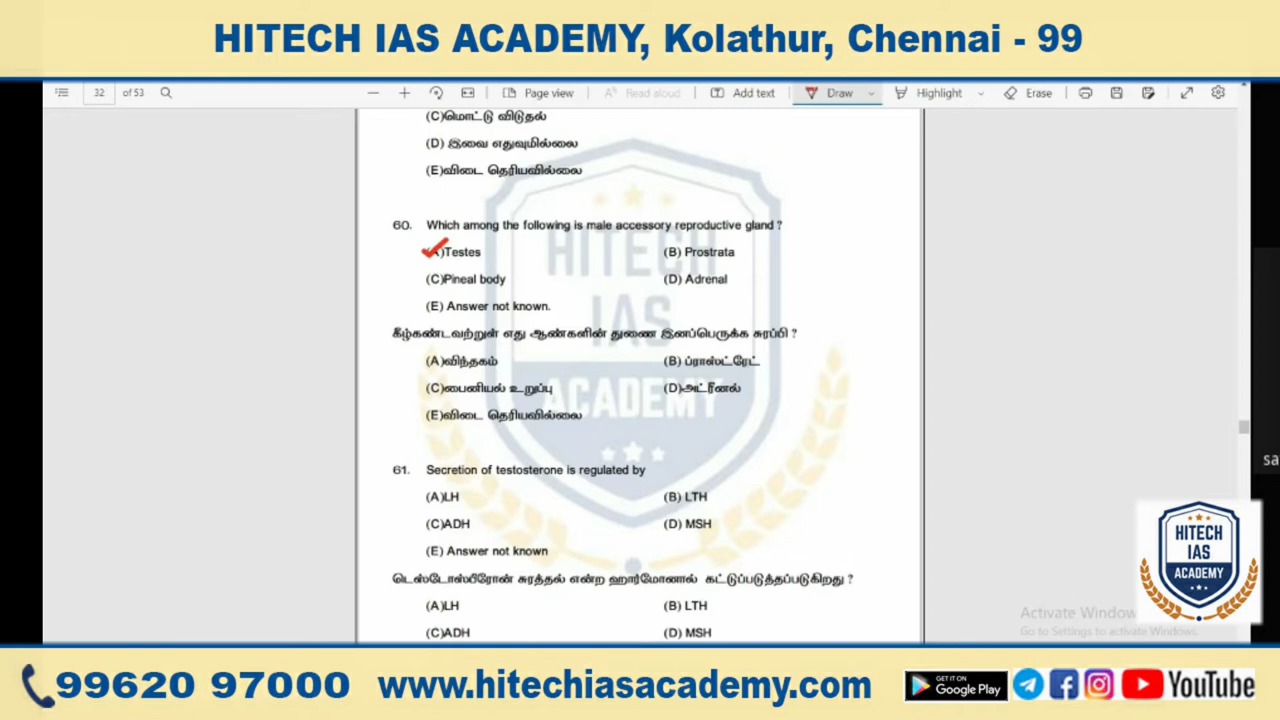 HITECH IAS ACADEMY, Kolathur, Chennai - 99
32 of 53 Page view Read aloud Add text Draw Highlight Erase
(C)மொட்டு விடுதல்
(D) இவை எதுவுமில்லை
(E)விடை தெரியவில்லை
60. Which among the following is male accessory reproductive gland ?
(A)Testes (B) Prostrata
(C)Pineal body (D) Adrenal
(E) Answer not known.
கீழ்கண்டவற்றுள் எது ஆண்களின் துணை இனப்பெருக்க சுரப்பி ?
(A)விந்தகம் (B) ப்ராஸ்ட்ரேட்
(C)பைனியல் உறுப்பு (D)அட்ரீனல்
(E)விடை தெரியவில்லை
61. Secretion of testosterone is regulated by
(A)LH (B) LTH
(C)ADH (D) MSH
(E) Answer not known
டெஸ்டோஸ்டீரோன் சுரத்தல் என்ற ஹார்மோனால் கட்டுப்படுத்தப்படுகிறது ?
(A)LH (B) LTH
(C)ADH (D) MSH
HITECH
IAS
ACADEMY
sa
HITECH
IAS
ACADEMY
Activate Window
Go to Settings to activate Windows.
99620 97000 www.hitechiasacademy.com GET IT ON Google Play YouTube